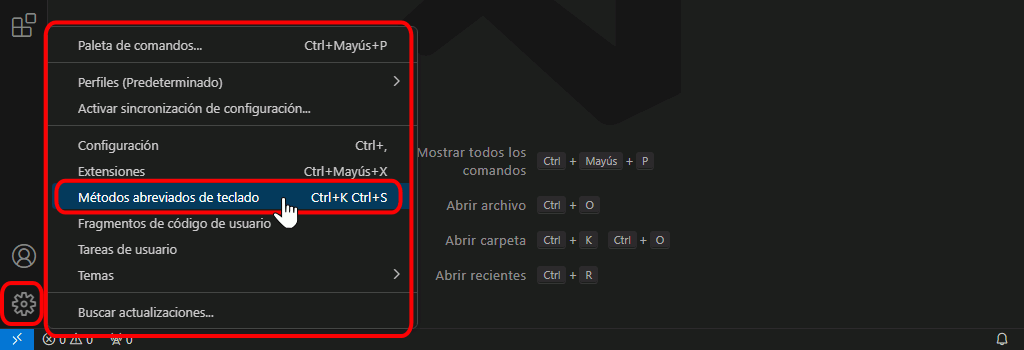 Paleta de comandos... Ctrl+Mayús+P
Perfiles (Predeterminado)
Activar sincronización de configuración...
Configuración Ctrl+,
Extensiones Ctrl+Mayús+X
Métodos abreviados de teclado Ctrl+K Ctrl+S
Fragmentos de código de usuario
Tareas de usuario
Temas
Buscar actualizaciones...
Mostrar todos los
comandos Ctrl + Mayús + P
Abrir archivo Ctrl + O
Abrir carpeta Ctrl + K Ctrl + O
Abrir recientes Ctrl + R
0 0 0